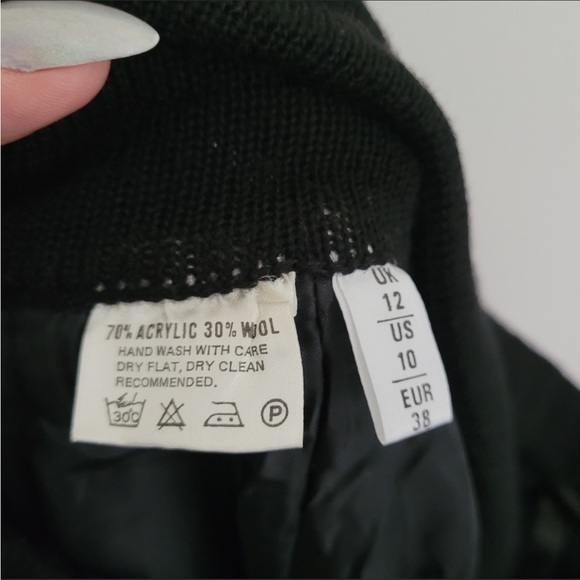 70% ACRYLIC 30% WOOL
HAND WASH WITH CARE
DRY FLAT, DRY CLEAN
RECOMMENDED.
30C
P
UK
12
US
10
EUR
38